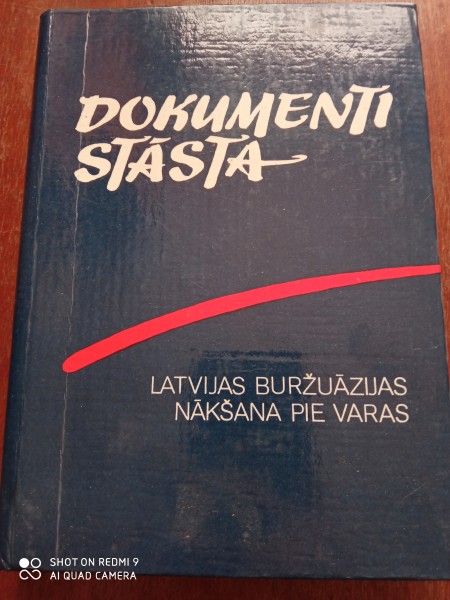 DOKUMENTI
STĀSTA
LATVIJAS BURŽUĀZIJAS
NĀKŠANA PIE VARAS
SHOT ON REDMI 9
AI QUAD CAMERA